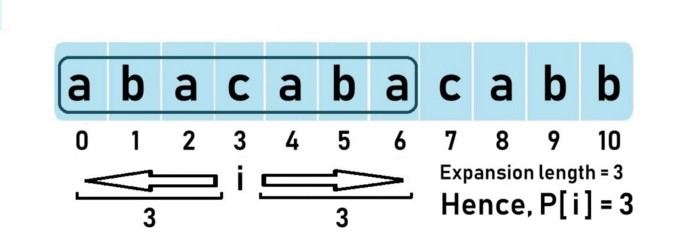 a b a c a b a c a b b
0 1 2 3 4 5 6 7 8 9 10
i
3 3
Expansion length = 3
Hence, P[i] = 3